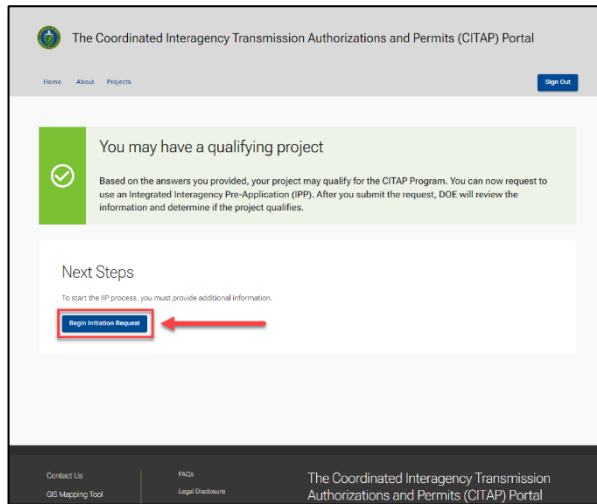 The Coordinated Interagency Transmission Authorizations and Permits (CITAP) Portal
Home About Projects
Sign Out
You may have a qualifying project
Based on the answers you provided, your project may qualify for the CITAP Program. You can now request to
use an Integrated Interagency Pre-Application (IPP). After you submit the request, DOE will review the
information and determine if the project qualifies.
Next Steps
To start the IIP process, you must provide additional information.
Begin Initiation Request
Contact Us
GIS Mapping Tool
FAQs
Legal Disclosure
The Coordinated Interagency Transmission
Authorizations and Permits (CITAP) Portal